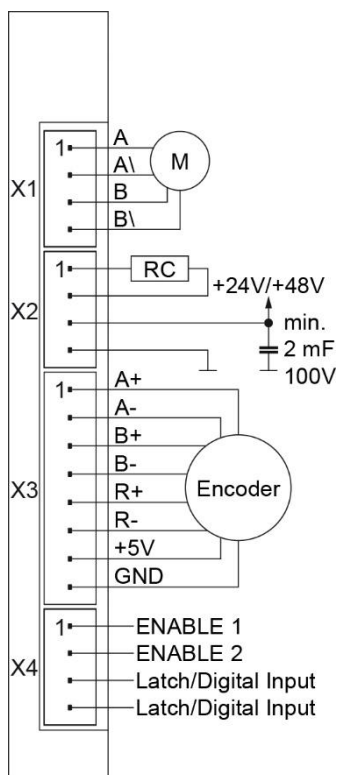 X1
1
A
A\
B
B\
M
X2
1
RC
+24V/+48V
min.
2 mF
100V
X3
1
A+
A-
B+
B-
R+
R-
+5V
GND
Encoder
X4
1
ENABLE 1
ENABLE 2
Latch/Digital Input
Latch/Digital Input